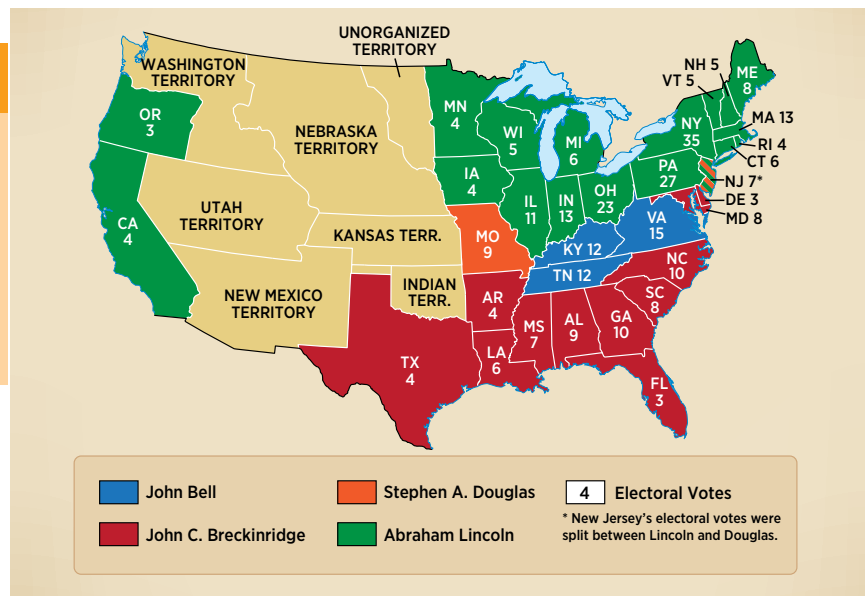 UNORGANIZED
TERRITORY
WASHINGTON
TERRITORY
NH 5
VT 5
ME
8
OR
3
MN
4
MA 13
NEBRASKA
TERRITORY
WI
5
MI
6
NY
35
RI 4
CT 6
IA
4
PA
27
NJ 7*
UTAH
TERRITORY
IL
11
IN
13
OH
23
DE 3
MD 8
CA
4
KANSAS TERR.
MO
9
VA
15
KY 12
NEW MEXICO
TERRITORY
INDIAN
TERR.
TN 12
NC
10
AR
4
SC
8
MS
7
AL
9
GA
10
TX
4
LA
6
FL
3
John Bell
Stephen A. Douglas
4 Electoral Votes
John C. Breckinridge
Abraham Lincoln
* New Jersey's electoral votes were
split between Lincoln and Douglas.